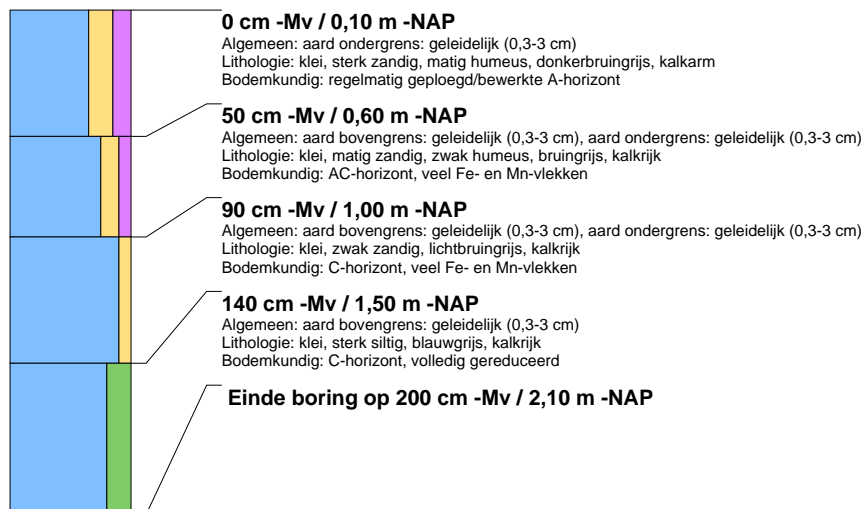 0 cm -Mv / 0,10 m -NAP
Algemeen: aard ondergrens: geleidelijk (0,3-3 cm)
Lithologie: klei, sterk zandig, matig humeus, donkerbruingrijs, kalkarm
Bodemkundig: regelmatig geploegd/bewerkte A-horizont
50 cm -Mv / 0,60 m -NAP
Algemeen: aard bovengrens: geleidelijk (0,3-3 cm), aard ondergrens: geleidelijk (0,3-3 cm)
Lithologie: klei, matig zandig, zwak humeus, bruingrijs, kalkrijk
Bodemkundig: AC-horizont, veel Fe- en Mn-vlekken
90 cm -Mv / 1,00 m -NAP
Algemeen: aard bovengrens: geleidelijk (0,3-3 cm), aard ondergrens: geleidelijk (0,3-3 cm)
Lithologie: klei, zwak zandig, lichtbruingrijs, kalkrijk
Bodemkundig: C-horizont, veel Fe- en Mn-vlekken
140 cm -Mv / 1,50 m -NAP
Algemeen: aard bovengrens: geleidelijk (0,3-3 cm)
Lithologie: klei, sterk siltig, blauwgrijs, kalkrijk
Bodemkundig: C-horizont, volledig gereduceerd
Einde boring op 200 cm -Mv / 2,10 m -NAP